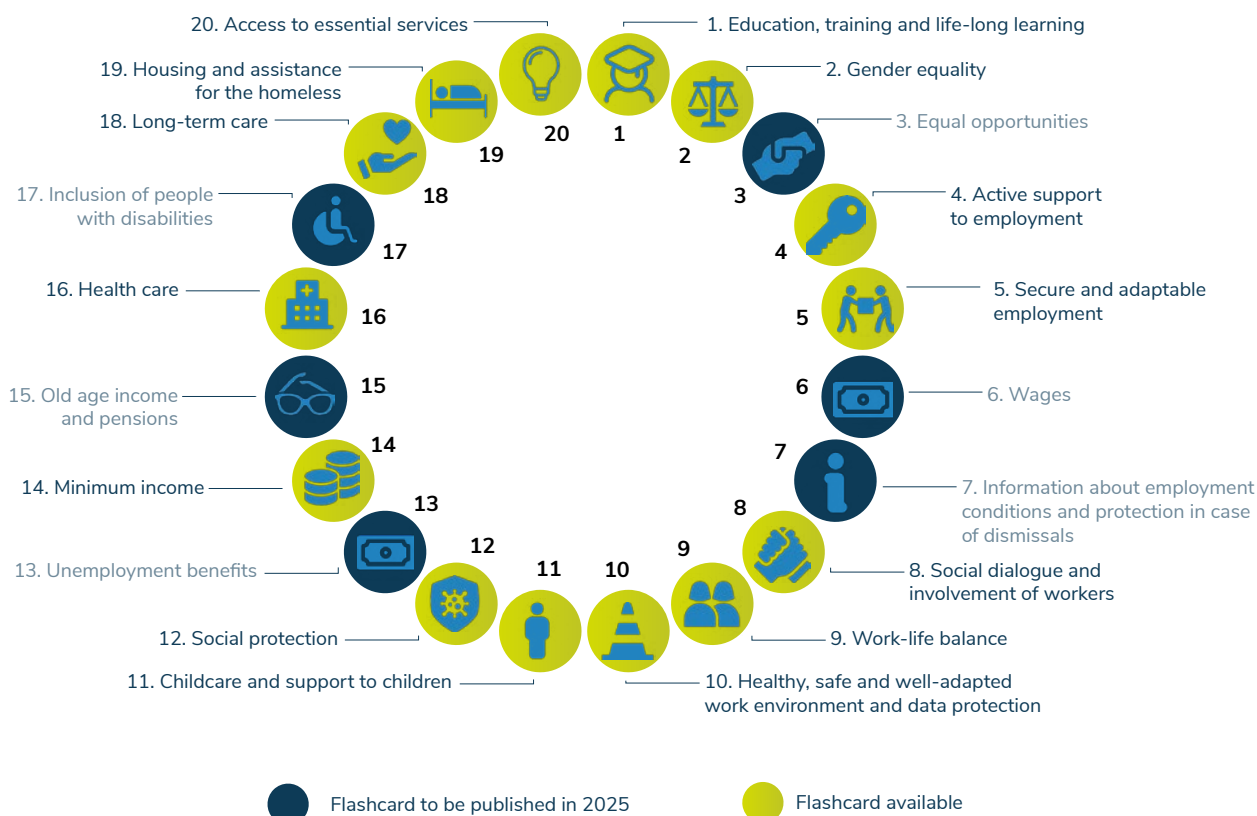 20. Access to essential services
1. Education, training and life-long learning
19. Housing and assistance
for the homeless
2. Gender equality
18. Long-term care
3. Equal opportunities
17. Inclusion of people
with disabilities
4. Active support
to employment
16. Health care
5. Secure and adaptable
employment
15. Old age income
and pensions
6. Wages
14. Minimum income
7. Information about employment
conditions and protection in case
of dismissals
13. Unemployment benefits
8. Social dialogue and
involvement of workers
12. Social protection
9. Work-life balance
11. Childcare and support to children
10. Healthy, safe and well-adapted
work environment and data protection
20
1
19
2
18
3
17
4
16
5
15
6
14
7
13
8
12
9
11
10
Flashcard to be published in 2025
Flashcard available